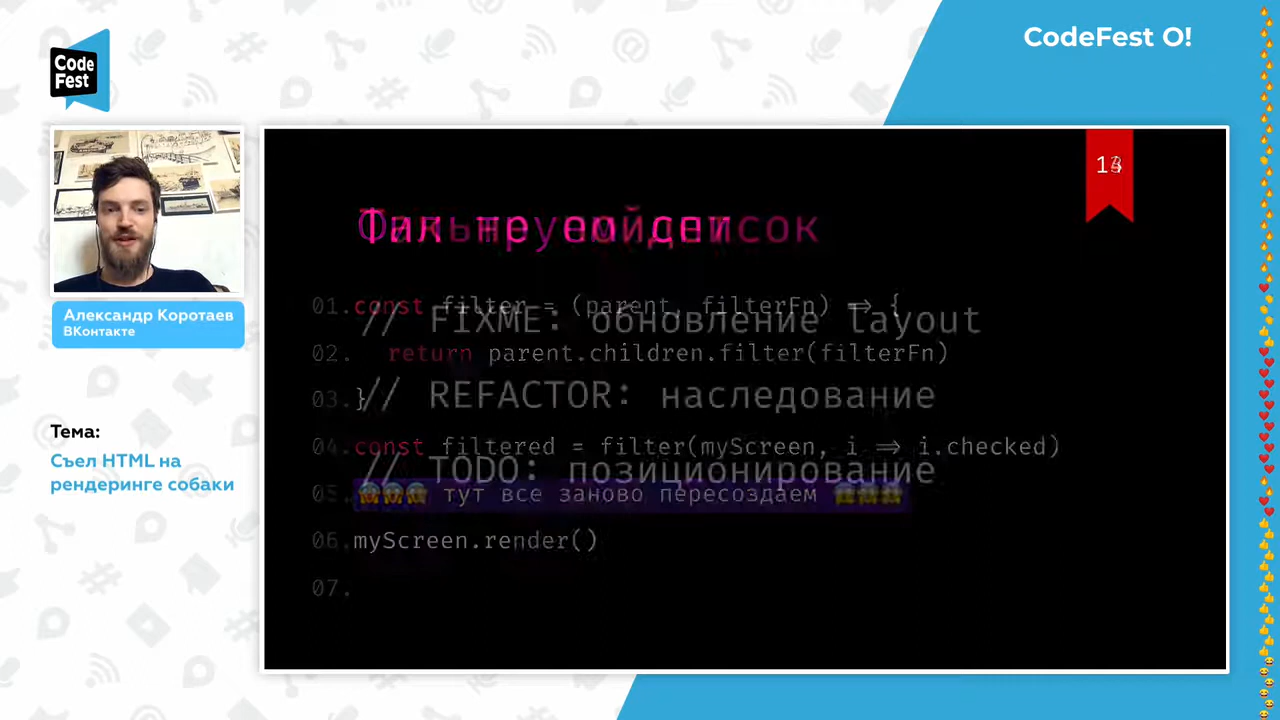 CodeFest O!
Code
Fest
Александр Коротаев
ВКонтакте
Тема:
Съел HTML на
рендеринге собаки
Фильтруем список
01. const filter = (parent, filterFn) => {
// FIXME: обновление layout
02. return parent.children.filter(filterFn)
03. }
// REFACTOR: наследование
04. const filtered = filter(myScreen, i => i.checked)
// TODO: позиционирование
05. 😱😱😱 тут все заново пересоздаем 😱😱😱
06. myScreen.render()
07.